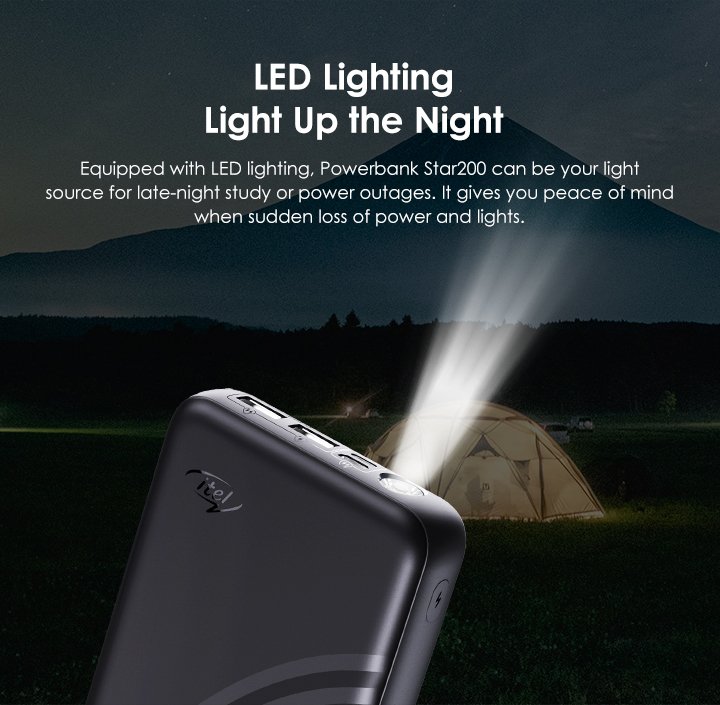 LED Lighting
Light Up the Night
Equipped with LED lighting, Powerbank Star200 can be your light
source for late-night study or power outages. It gives you peace of mind
when sudden loss of power and lights.
itel